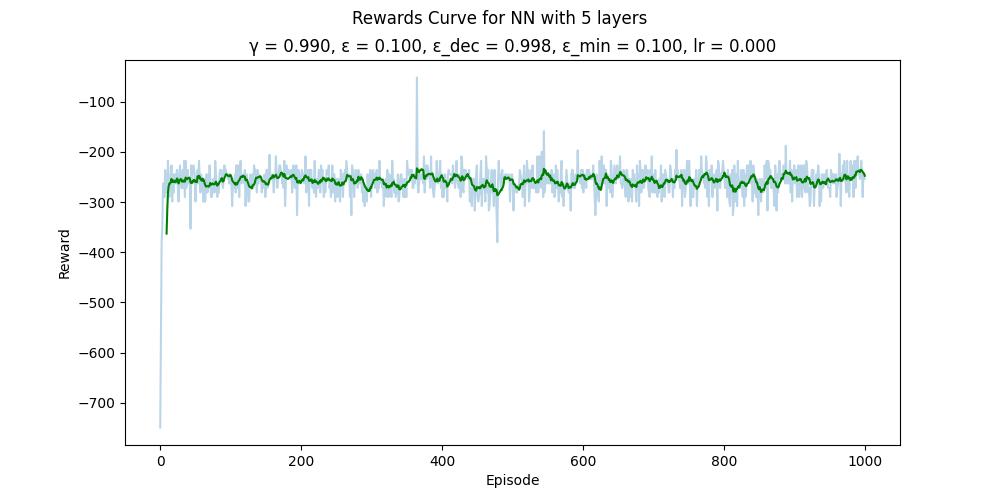 Rewards Curve for NN with 5 layers
γ = 0.990, ε = 0.100, ε_dec = 0.998, ε_min = 0.100, lr = 0.000
−100
−200
−300
−400
−500
−600
−700
Reward
0 200 400 600 800 1000
Episode